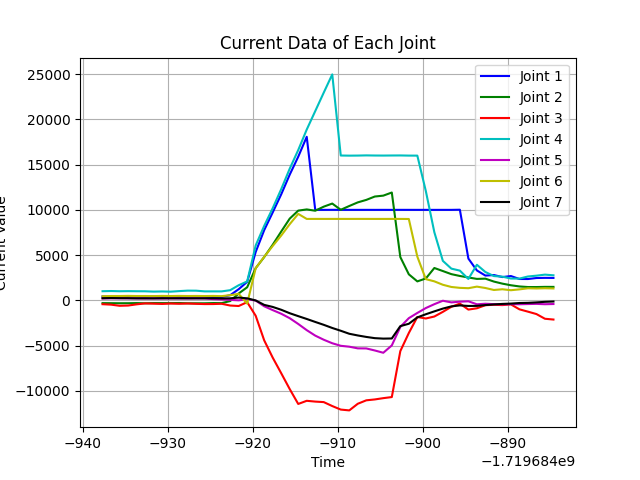 Current Data of Each Joint
25000
20000
15000
10000
5000
0
−5000
−10000
Current Value
Joint 1
Joint 2
Joint 3
Joint 4
Joint 5
Joint 6
Joint 7
−940 −930 −920 −910 −900 −890
−1.719684e9
Time